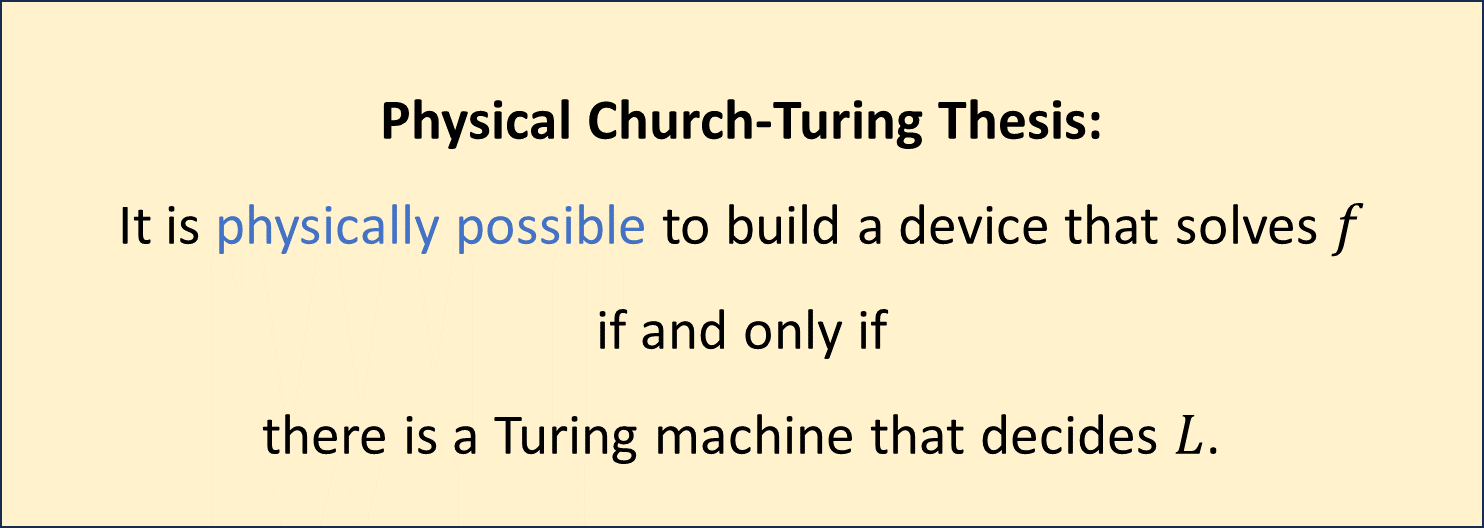 Physical Church-Turing Thesis:
It is physically possible to build a device that solves f
if and only if
there is a Turing machine that decides L.